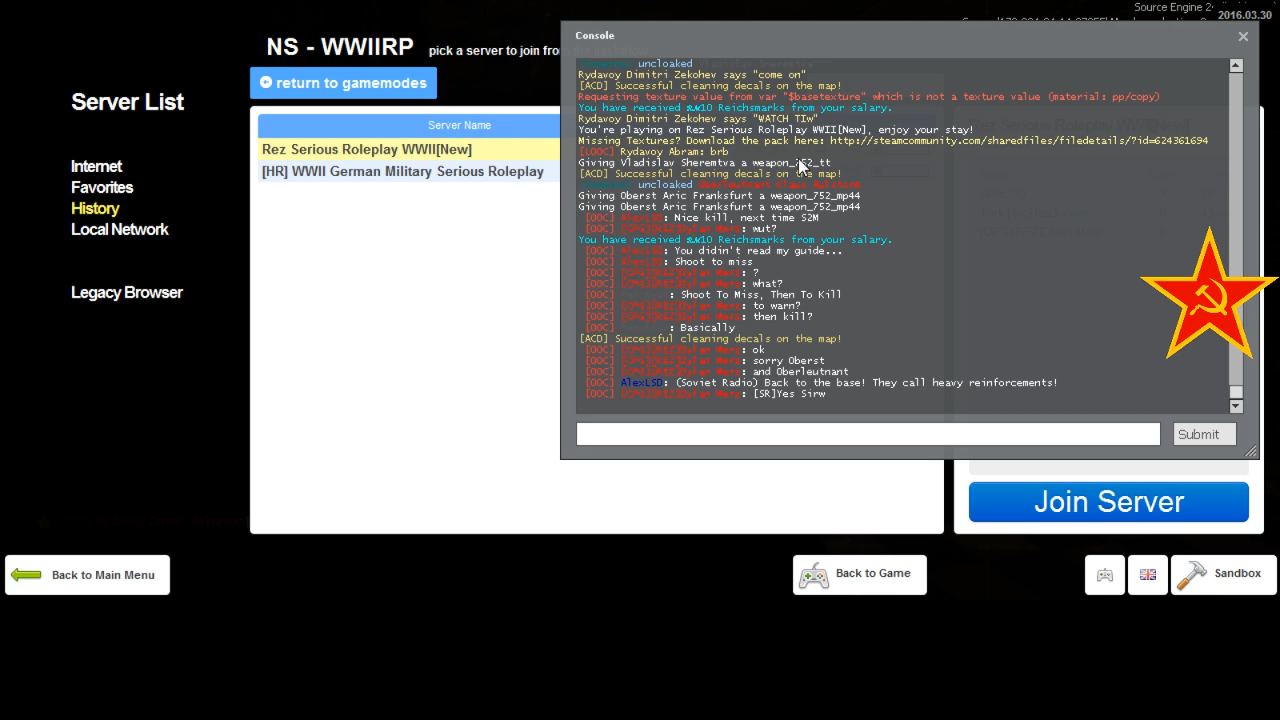 Source Engine 2
2016.03.30
NS - WWIIRP pick a server to join from
return to gamemodes
Server List
Internet
Favorites
History
Local Network
Legacy Browser
Server Name
Rez Serious Roleplay WWII[New]
[HR] WWII German Military Serious Roleplay
Console
uncloaked
Rydavoy Dimitri Zekohev says "come on"
[ACD] Successful cleaning decals on the map!
Requesting texture value from var "$basetexture" which is not a texture value (material: pp/copy)
You have received 10 Reichsmarks from your salary.
Rydavoy Dimitri Zekohev says "WATCH TIw"
You're playing on Rez Serious Roleplay WWII[New], enjoy your stay!
Missing Textures? Download the pack here: http://steamcommunity.com/sharedfiles/filedetails/?id=624361694
[LOOC] Rydavoy Abram: brb
Giving Vladislav Sheremtva a weapon_752_tt
[ACD] Successful cleaning decals on the map!
uncloaked
Giving Oberst Aric Franksfurt a weapon_752_mp44
Giving Oberst Aric Franksfurt a weapon_752_mp44
[OOC] AlexLSD: Nice kill, next time S2M
[OOC] : wut?
You have received 10 Reichsmarks from your salary.
[OOC] AlexLSD: You didin't read my guide...
[OOC] AlexLSD: Shoot to miss
[OOC] : ?
[OOC] : what?
[OOC] : Shoot To Miss, Then To Kill
[OOC] : to warn?
[OOC] : then kill?
[OOC] : Basically
[ACD] Successful cleaning decals on the map!
[OOC] : ok
[OOC] : sorry Oberst
[OOC] : and Oberleutnant
[OOC] AlexLSD: (Soviet Radio) Back to the base! They call heavy reinforcements!
[OOC] : [SR]Yes Sirw
Submit
Join Server
Back to Main Menu
Back to Game
Sandbox